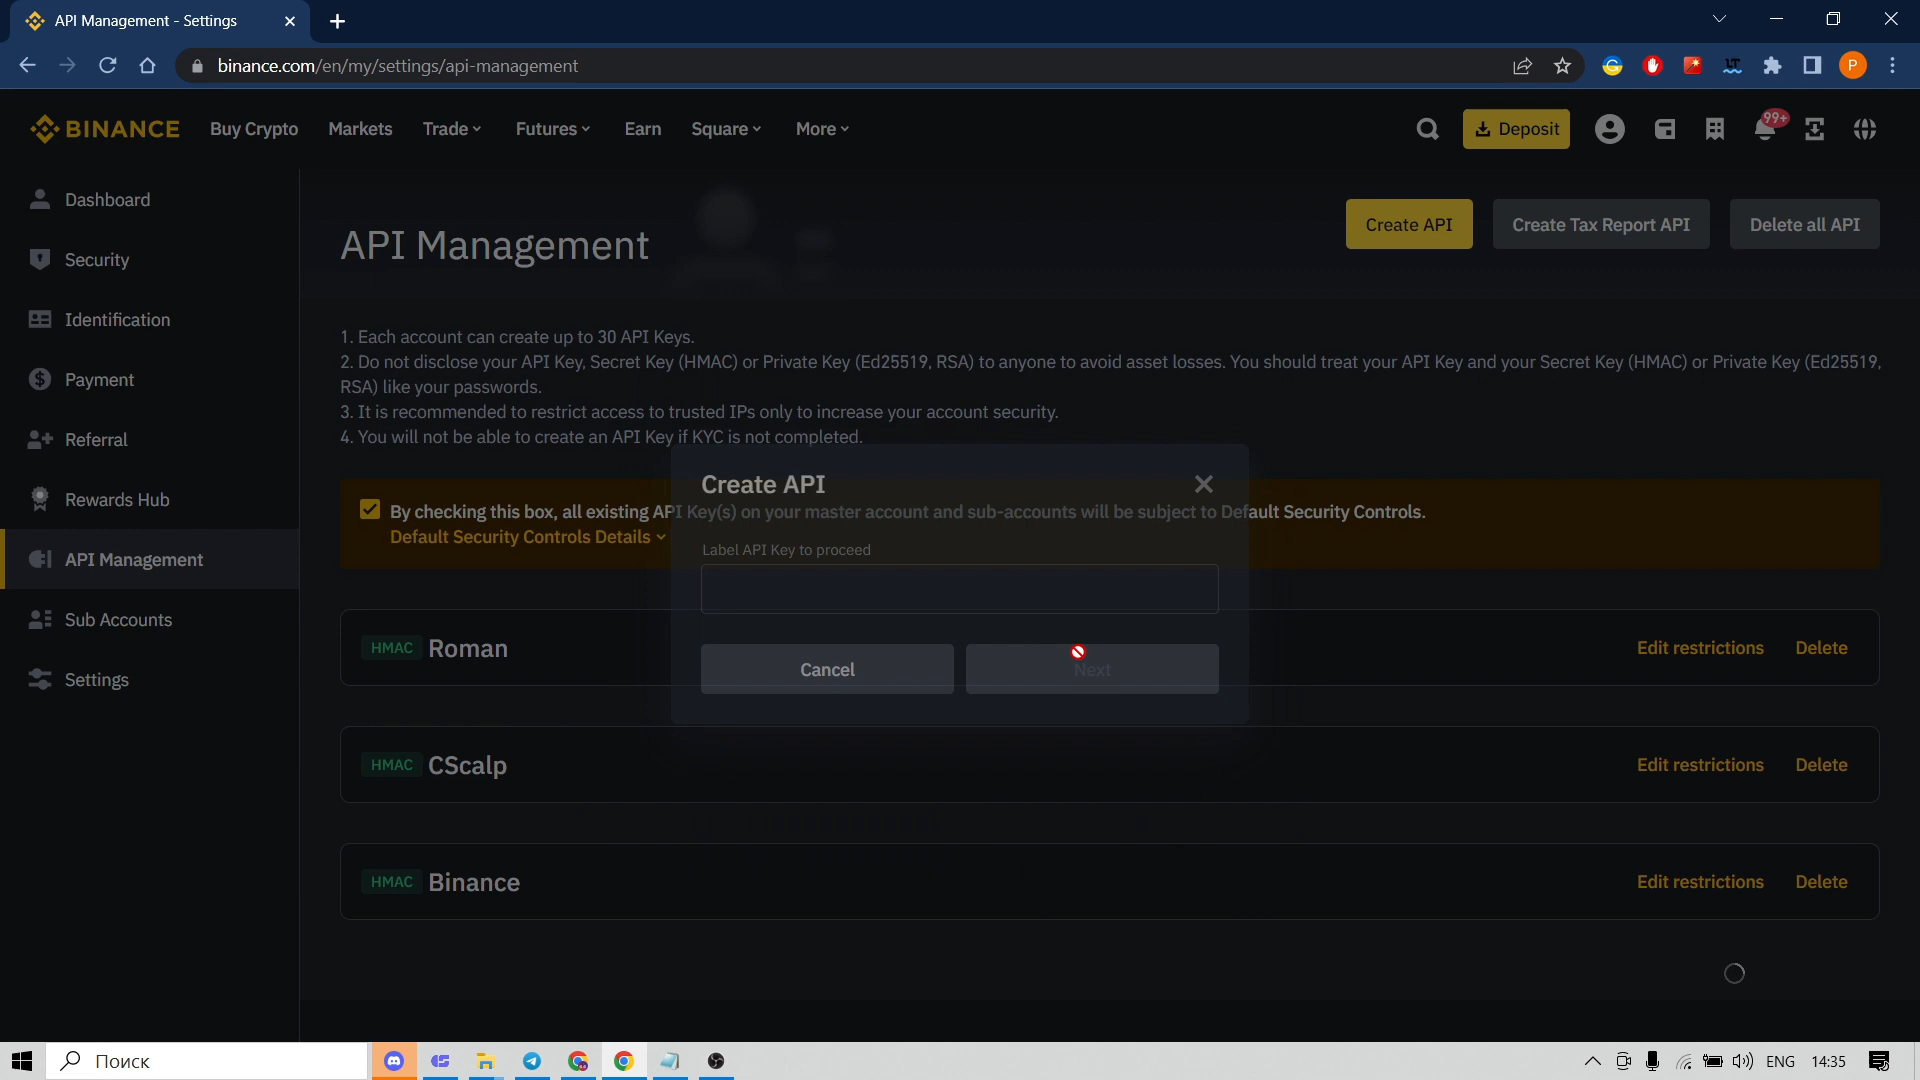 API Management - Settings
binance.com/en/my/settings/api-management
P
BINANCE
Buy Crypto
Markets
Trade
Futures
Earn
Square
More
Deposit
99+
Dashboard
Security
Identification
Payment
Referral
Rewards Hub
API Management
Sub Accounts
Settings
API Management
Create API
Create Tax Report API
Delete all API
1. Each account can create up to 30 API Keys.
2. Do not disclose your API Key, Secret Key (HMAC) or Private Key (Ed25519, RSA) to anyone to avoid asset losses. You should treat your API Key and your Secret Key (HMAC) or Private Key (Ed25519,
RSA) like your passwords.
3. It is recommended to restrict access to trusted IPs only to increase your account security.
4. You will not be able to create an API Key if KYC is not completed.
By checking this box, all existing API Key(s) on your master account and sub-accounts will be subject to Default Security Controls.
Default Security Controls Details
Create API
Label API Key to proceed
Cancel
Next
HMAC Roman
Edit restrictions
Delete
HMAC CScalp
Edit restrictions
Delete
HMAC Binance
Edit restrictions
Delete
Поиск
ENG
14:35